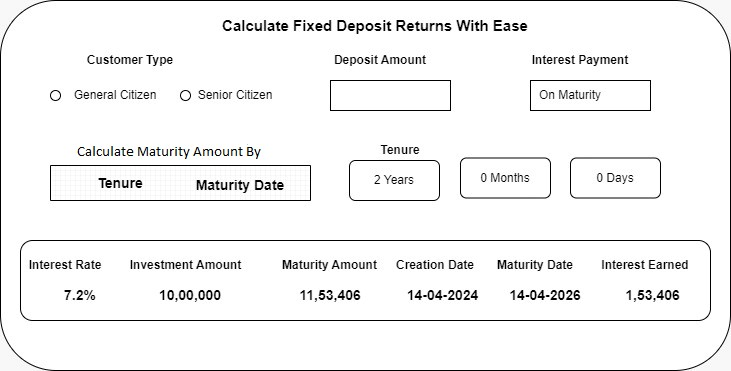 Calculate Fixed Deposit Returns With Ease
Customer Type Deposit Amount Interest Payment
General Citizen Senior Citizen On Maturity
Calculate Maturity Amount By Tenure
Tenure Maturity Date 2 Years 0 Months 0 Days
Interest Rate Investment Amount Maturity Amount Creation Date Maturity Date Interest Earned
7.2% 10,00,000 11,53,406 14-04-2024 14-04-2026 1,53,406